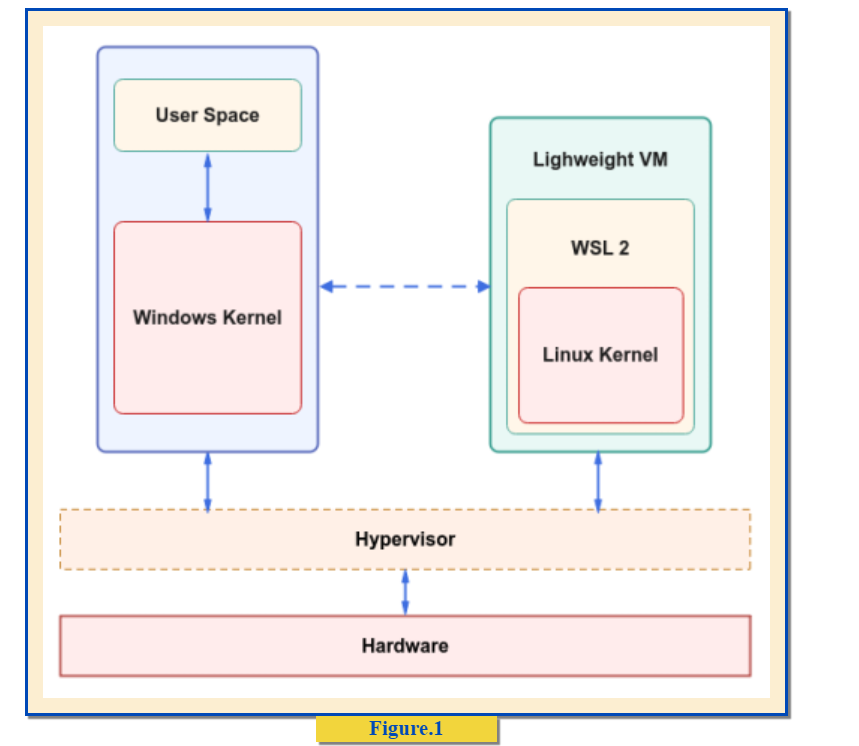 User Space
Lighweight VM
WSL 2
Windows Kernel
Linux Kernel
Hypervisor
Hardware
Figure.1